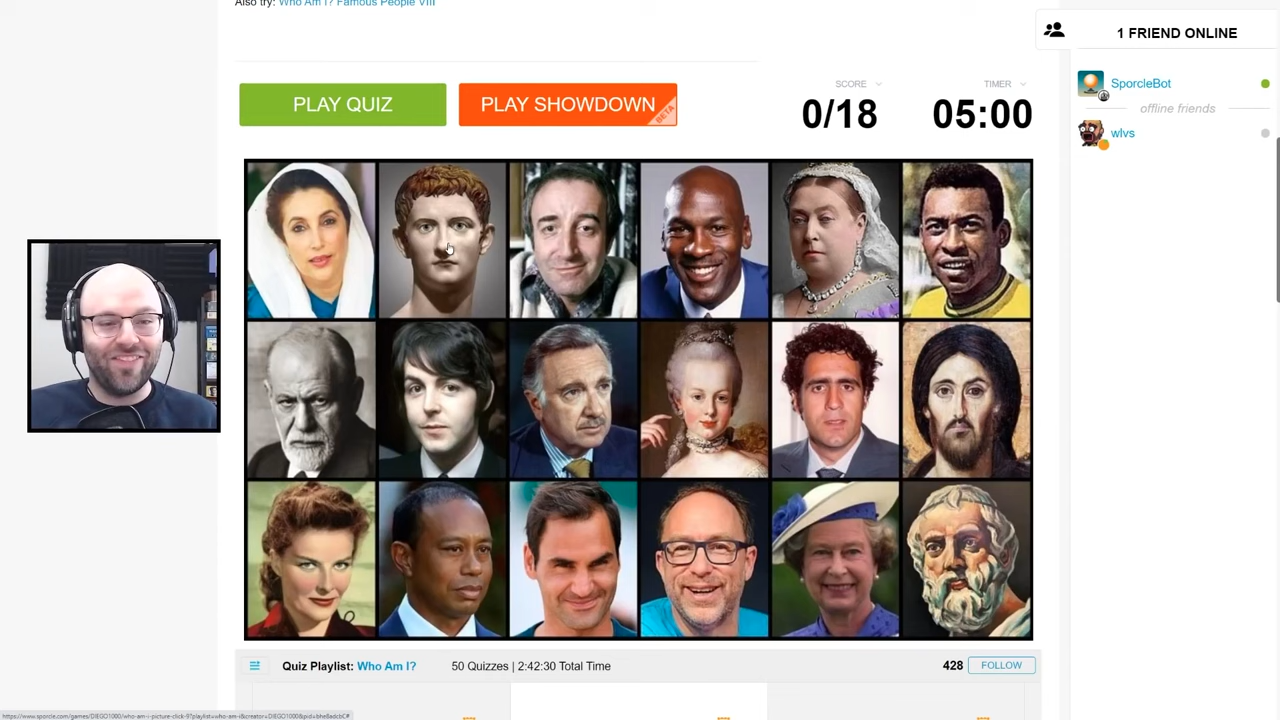 Also try: Who Am I? Famous People VIII
1 FRIEND ONLINE
PLAY QUIZ
PLAY SHOWDOWN
BETA
SCORE
0/18
TIMER
05:00
SporcleBot
offline friends
wlvs
Quiz Playlist: Who Am I?
50 Quizzes | 2:42:30 Total Time
428
FOLLOW